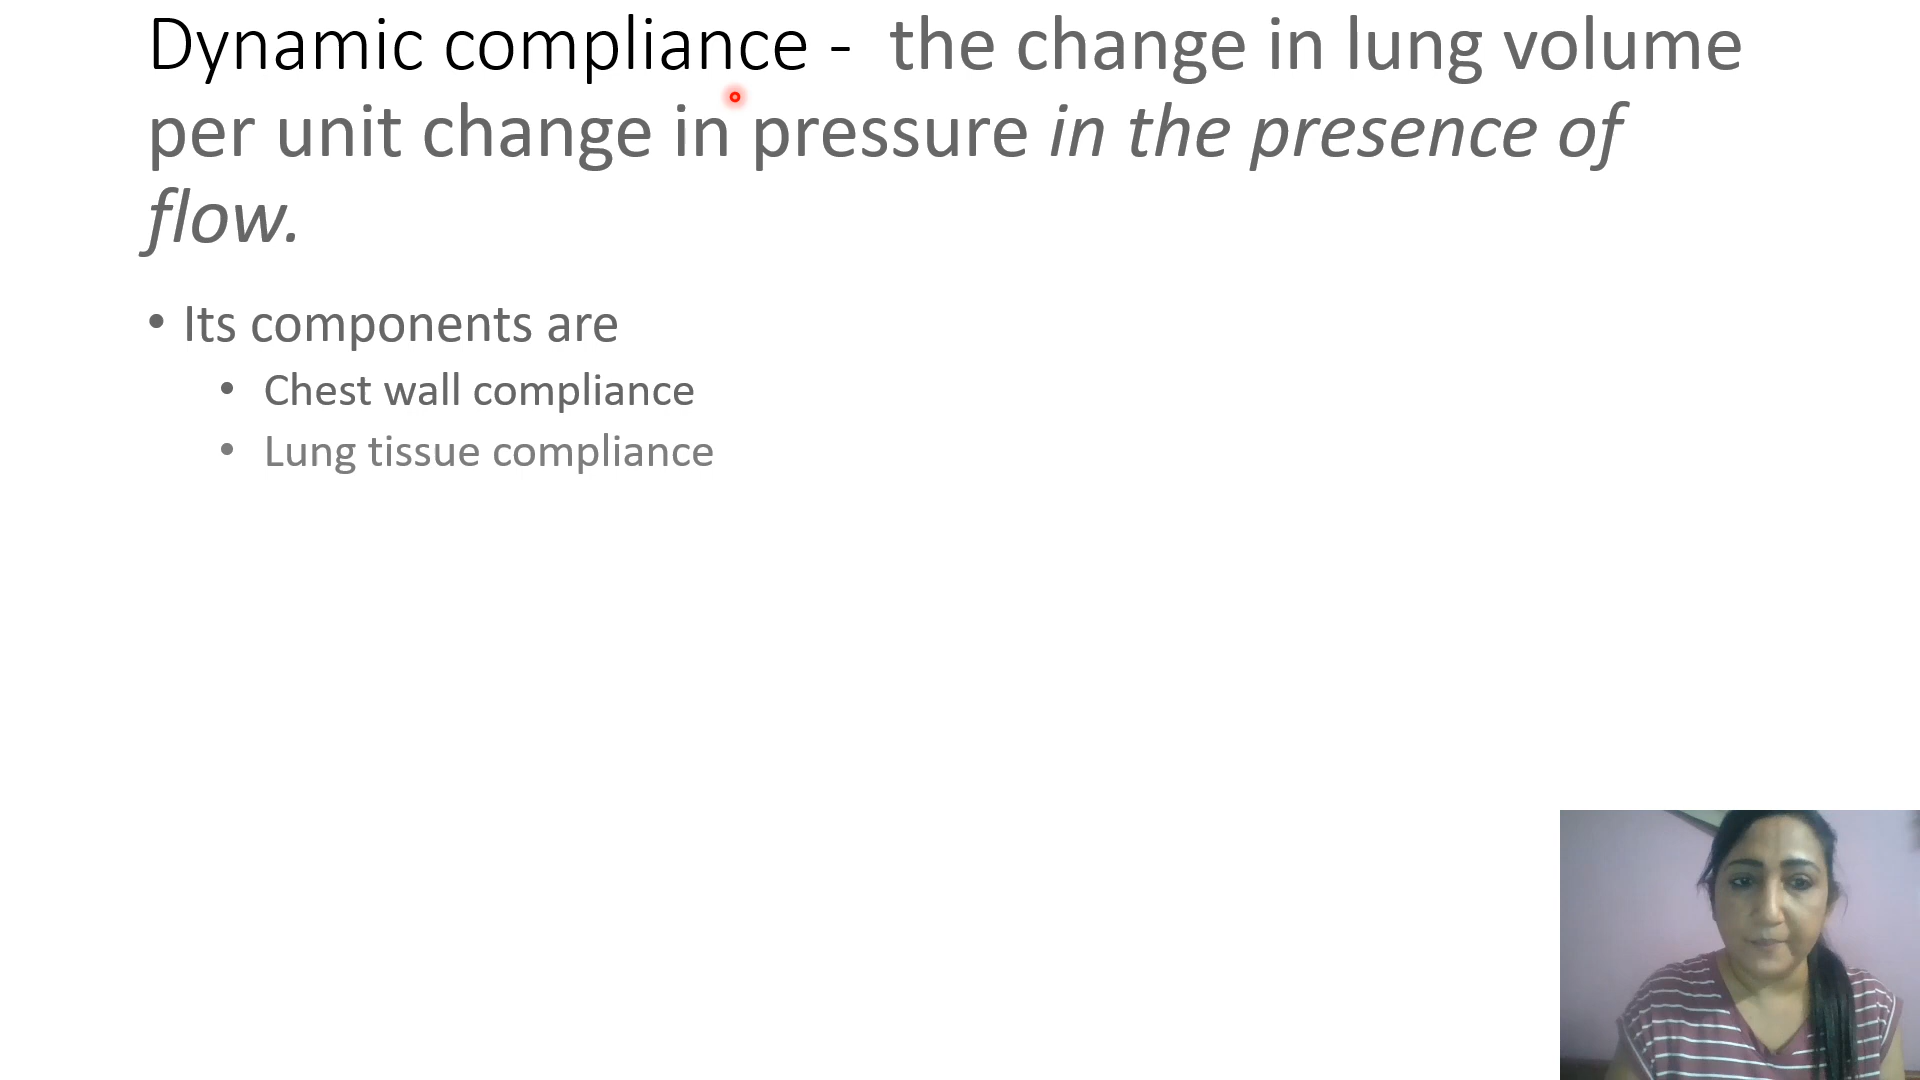 Dynamic compliance - the change in lung volume
per unit change in pressure in the presence of
flow.
• Its components are
• Chest wall compliance
• Lung tissue compliance